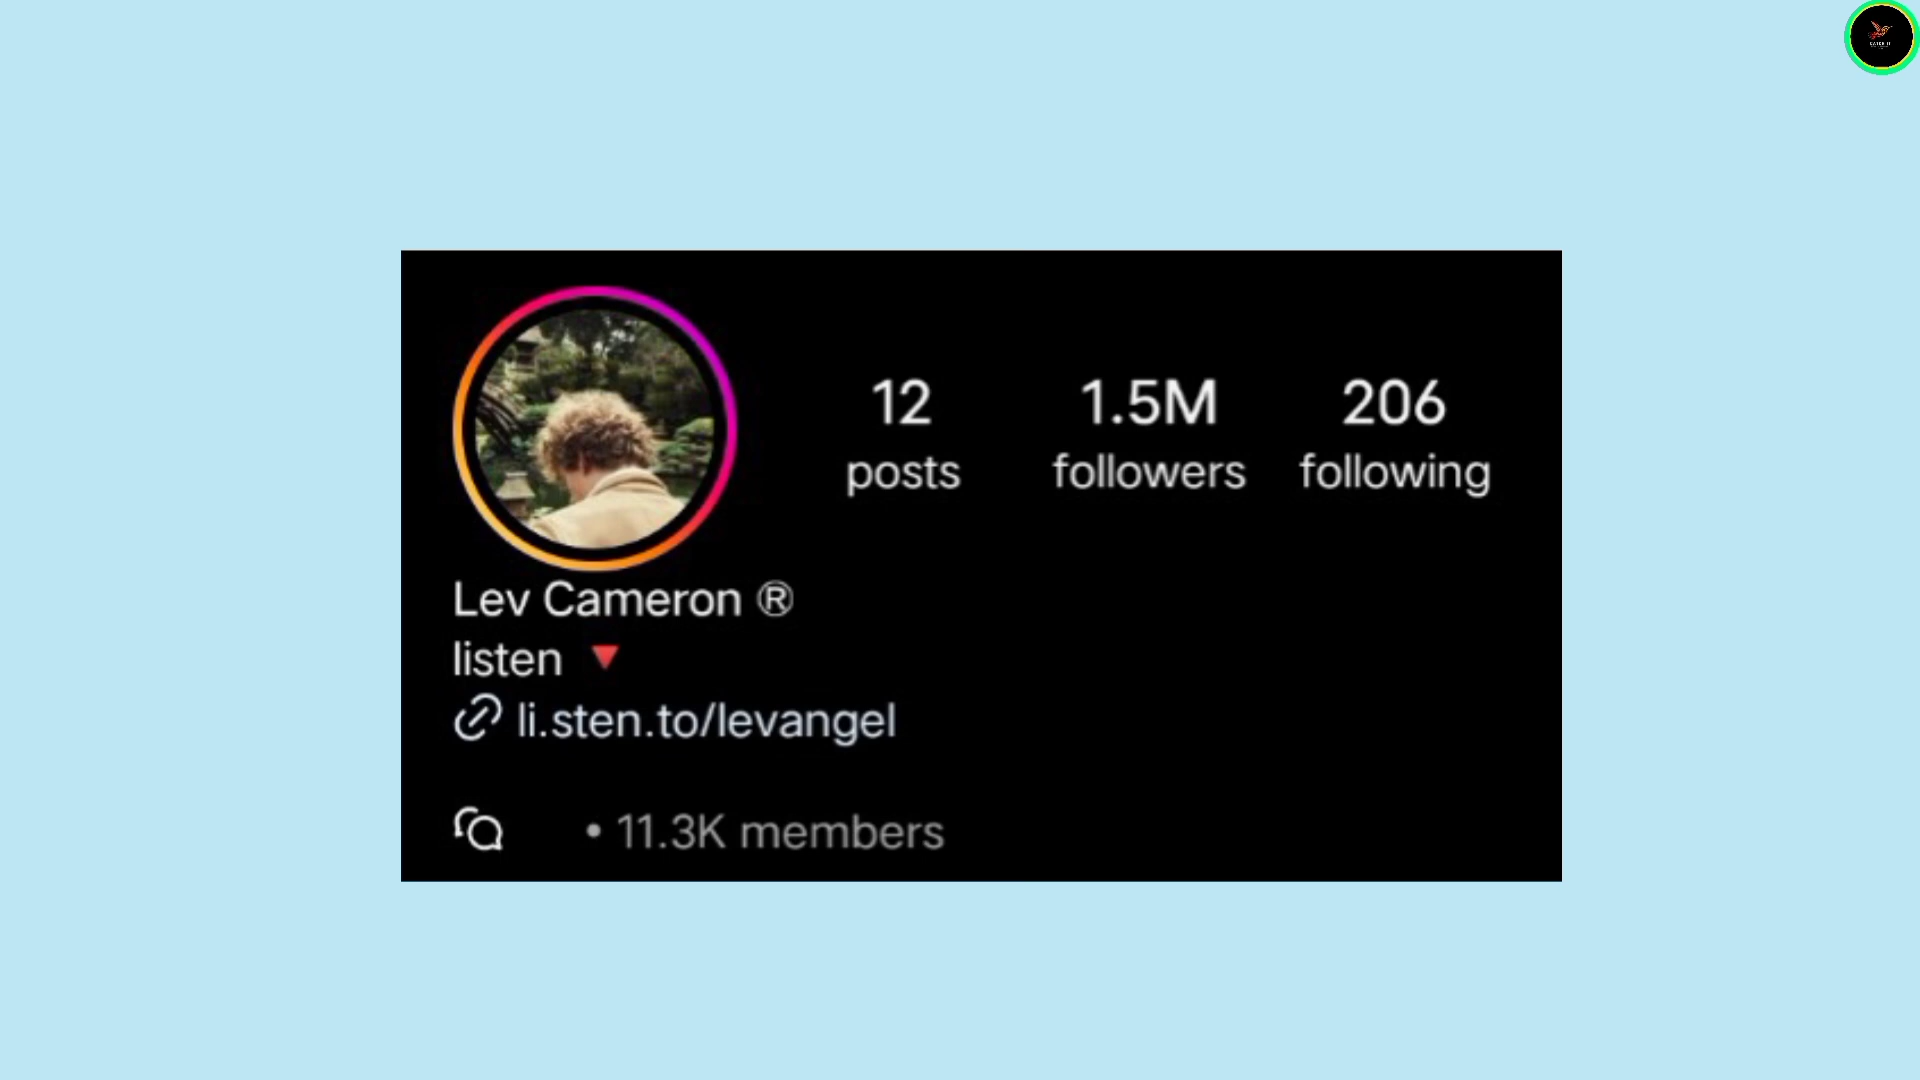 12 1.5M 206
posts followers following
Lev Cameron ®
listen 🔻
li.sten.to/levangel
• 11.3K members